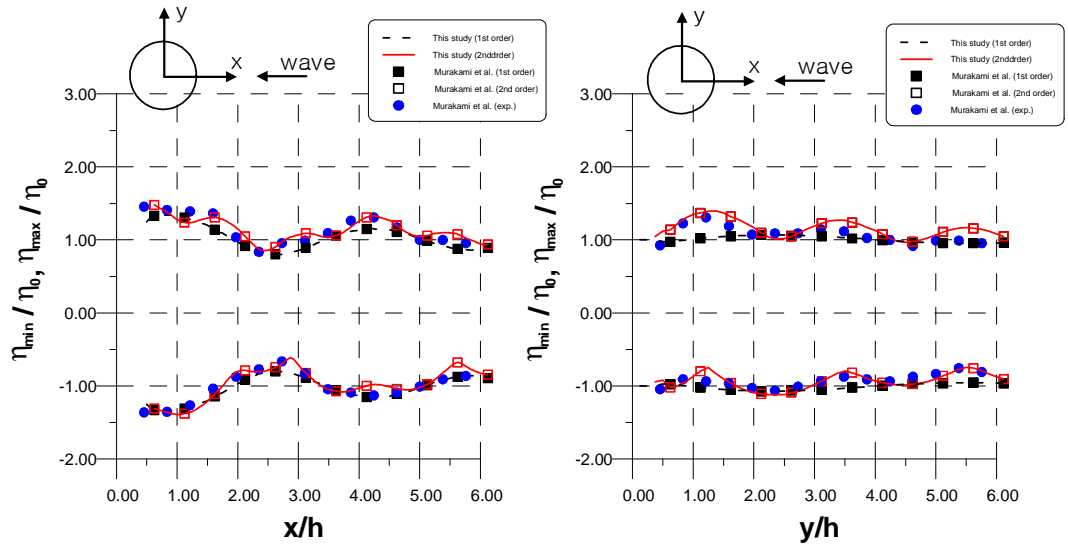 y
x
wave
This study (1st order)
This study (2nddrder)
Murakami et al. (1st order)
Murakami et al. (2nd order)
Murakami et al. (exp.)
3.00
2.00
1.00
0.00
-1.00
-2.00
η_min / η_0, η_max / η_0
0.00 1.00 2.00 3.00 4.00 5.00 6.00
x/h
y
x
wave
This study (1st order)
This study (2nddrder)
Murakami et al. (1st order)
Murakami et al. (2nd order)
Murakami et al. (exp.)
3.00
2.00
1.00
0.00
-1.00
-2.00
η_min / η_0, η_max / η_0
0.00 1.00 2.00 3.00 4.00 5.00 6.00
y/h